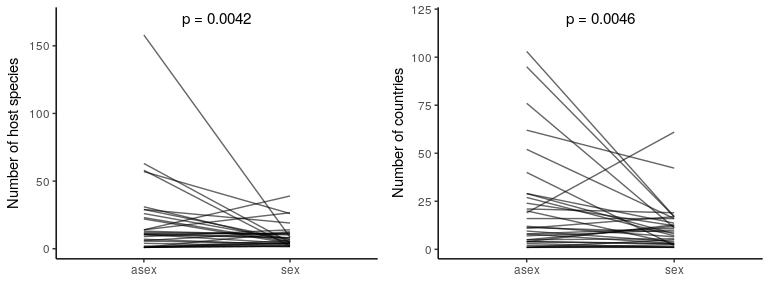 p = 0.0042
Number of host species
150
100
50
0
asex
sex
p = 0.0046
Number of countries
125
100
75
50
25
0
asex
sex